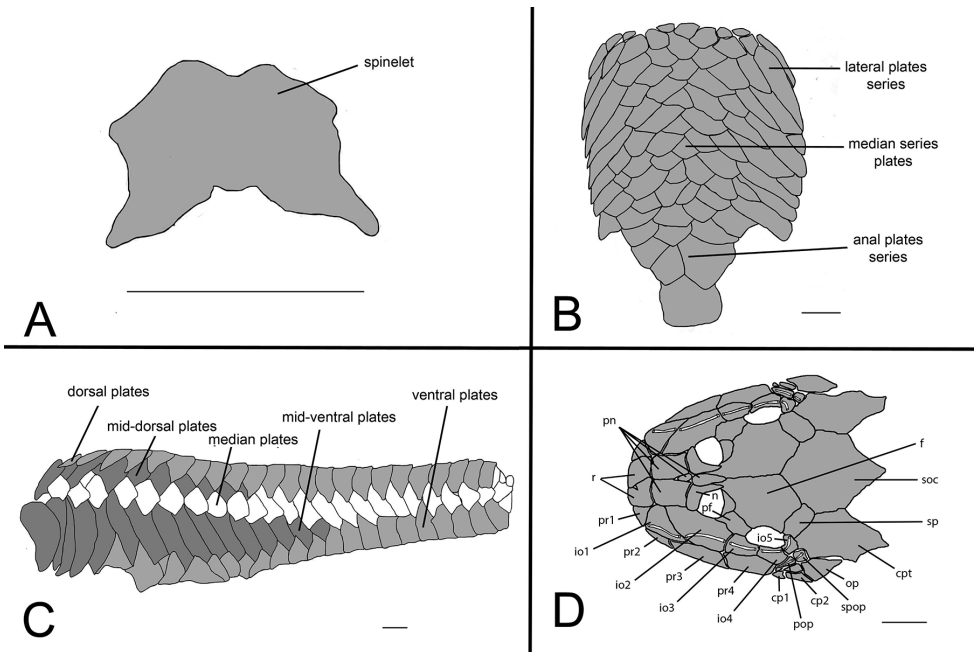 spinelet
A
lateral plates
series
median series
plates
anal plates
series
B
dorsal plates
mid-dorsal plates
median plates
mid-ventral plates
ventral plates
C
pn
r
pr1
io1
pr2
io2
pr3
io3
pr4
io4
cp1
pop
cp2
spop
op
cpt
sp
soc
f
n
pf
io5
D